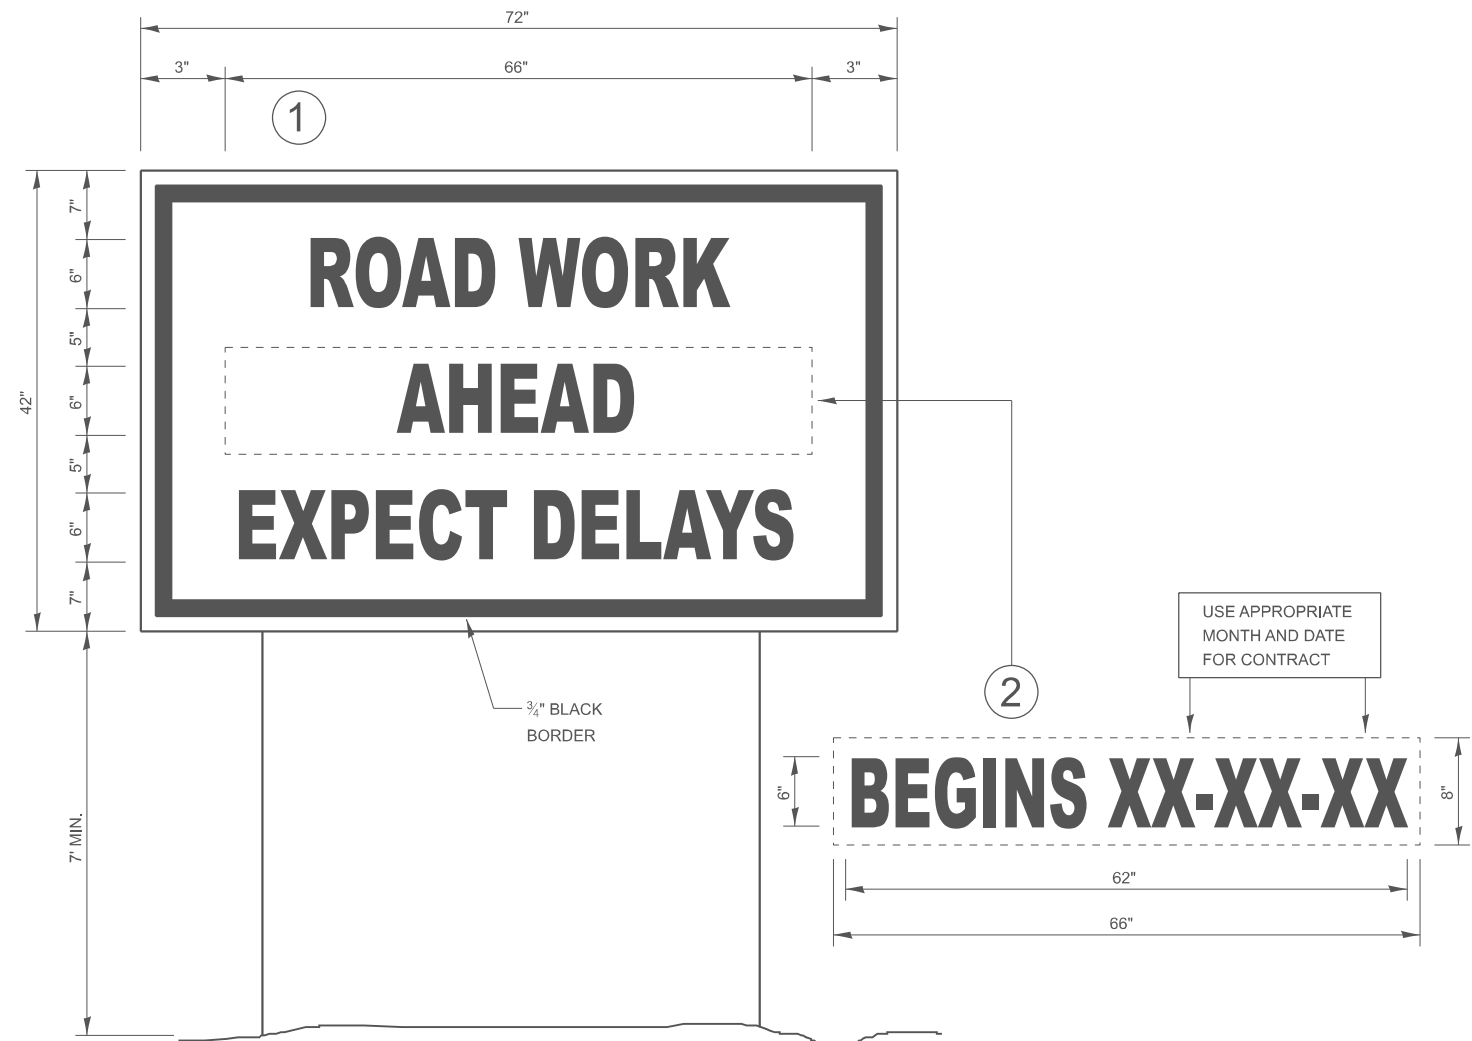 72"
3" 66" 3"
1
7"
6"
5"
6"
5"
6"
7"
42"
ROAD WORK
AHEAD
EXPECT DELAYS
¾" BLACK
BORDER
7' MIN.
2
USE APPROPRIATE
MONTH AND DATE
FOR CONTRACT
6"
BEGINS XX-XX-XX
8"
62"
66"